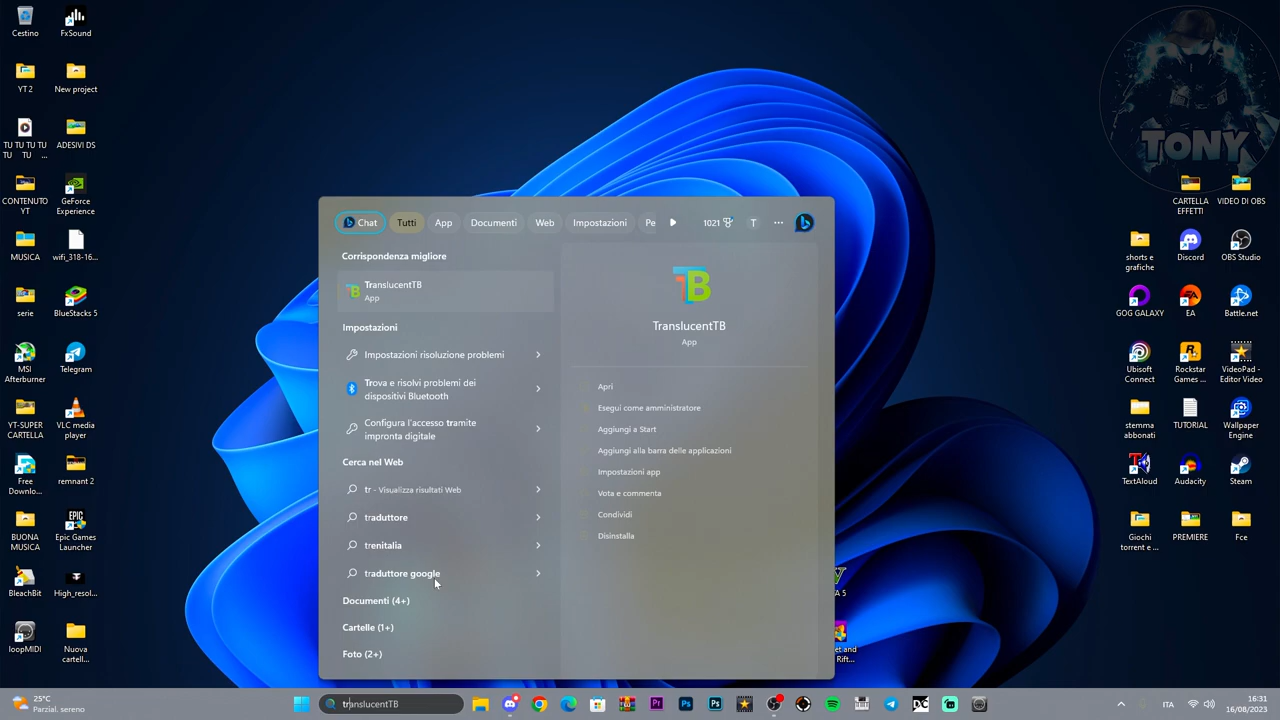 TONY
Cestino
FxSound
YT 2
New project
TU TU TU TU
TU TU ...
ADESIVI DS
CONTENUTO
YT
GeForce
Experience
MUSICA
wifi_318-16...
serie
BlueStacks 5
MSI
Afterburner
Telegram
YT-SUPER
CARTELLA
VLC media
player
Free
Downlo...
remnant 2
BUONA
MUSICA
Epic Games
Launcher
BleachBit
High_resol...
loopMIDI
Nuova
cartell...
Chat
Tutti
App
Documenti
Web
Impostazioni
Pe
1021
T
Corrispondenza migliore
TranslucentTB
App
Impostazioni
Impostazioni risoluzione problemi
Trova e risolvi problemi dei
dispositivi Bluetooth
Configura l'accesso tramite
impronta digitale
Cerca nel Web
tr - Visualizza risultati Web
traduttore
trenitalia
traduttore google
Documenti (4+)
Cartelle (1+)
Foto (2+)
TranslucentTB
App
Apri
Esegui come amministratore
Aggiungi a Start
Aggiungi alla barra delle applicazioni
Impostazioni app
Vota e commenta
Condividi
Disinstalla
CARTELLA
EFFETTI
VIDEO DI OBS
shorts e
grafiche
Discord
OBS Studio
GOG GALAXY
EA
Battle.net
Ubisoft
Connect
Rockstar
Games ...
VideoPad -
Editor Video
stemma
abbonati
TUTORIAL
Wallpaper
Engine
TextAloud
Audacity
Steam
Giochi
torrent e ...
PREMIERE
Fce
25°C
Parzial. sereno
translucentTB
ITA
16:31
16/08/2023